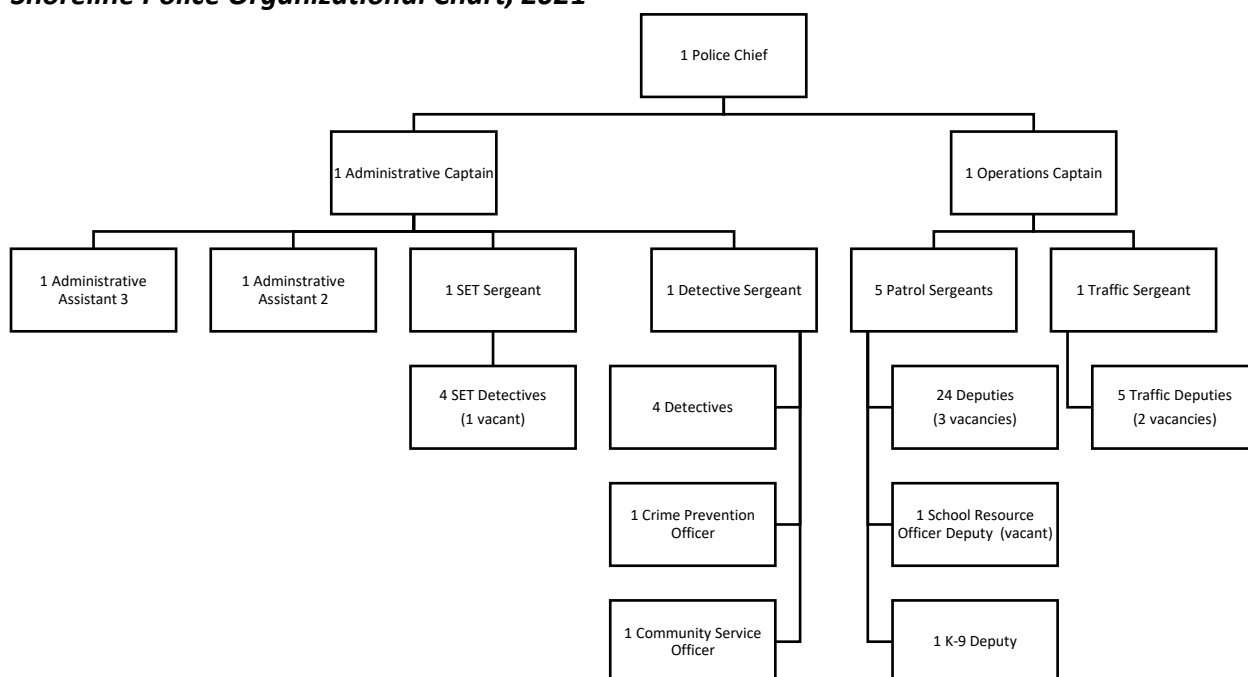 Shoreline Police Organizational Chart, 2021
1 Police Chief
1 Administrative Captain
1 Operations Captain
1 Administrative
Assistant 3
1 Adminstrative
Assistant 2
1 SET Sergeant
1 Detective Sergeant
5 Patrol Sergeants
1 Traffic Sergeant
4 SET Detectives
(1 vacant)
4 Detectives
24 Deputies
(3 vacancies)
5 Traffic Deputies
(2 vacancies)
1 Crime Prevention
Officer
1 School Resource
Officer Deputy (vacant)
1 Community Service
Officer
1 K-9 Deputy